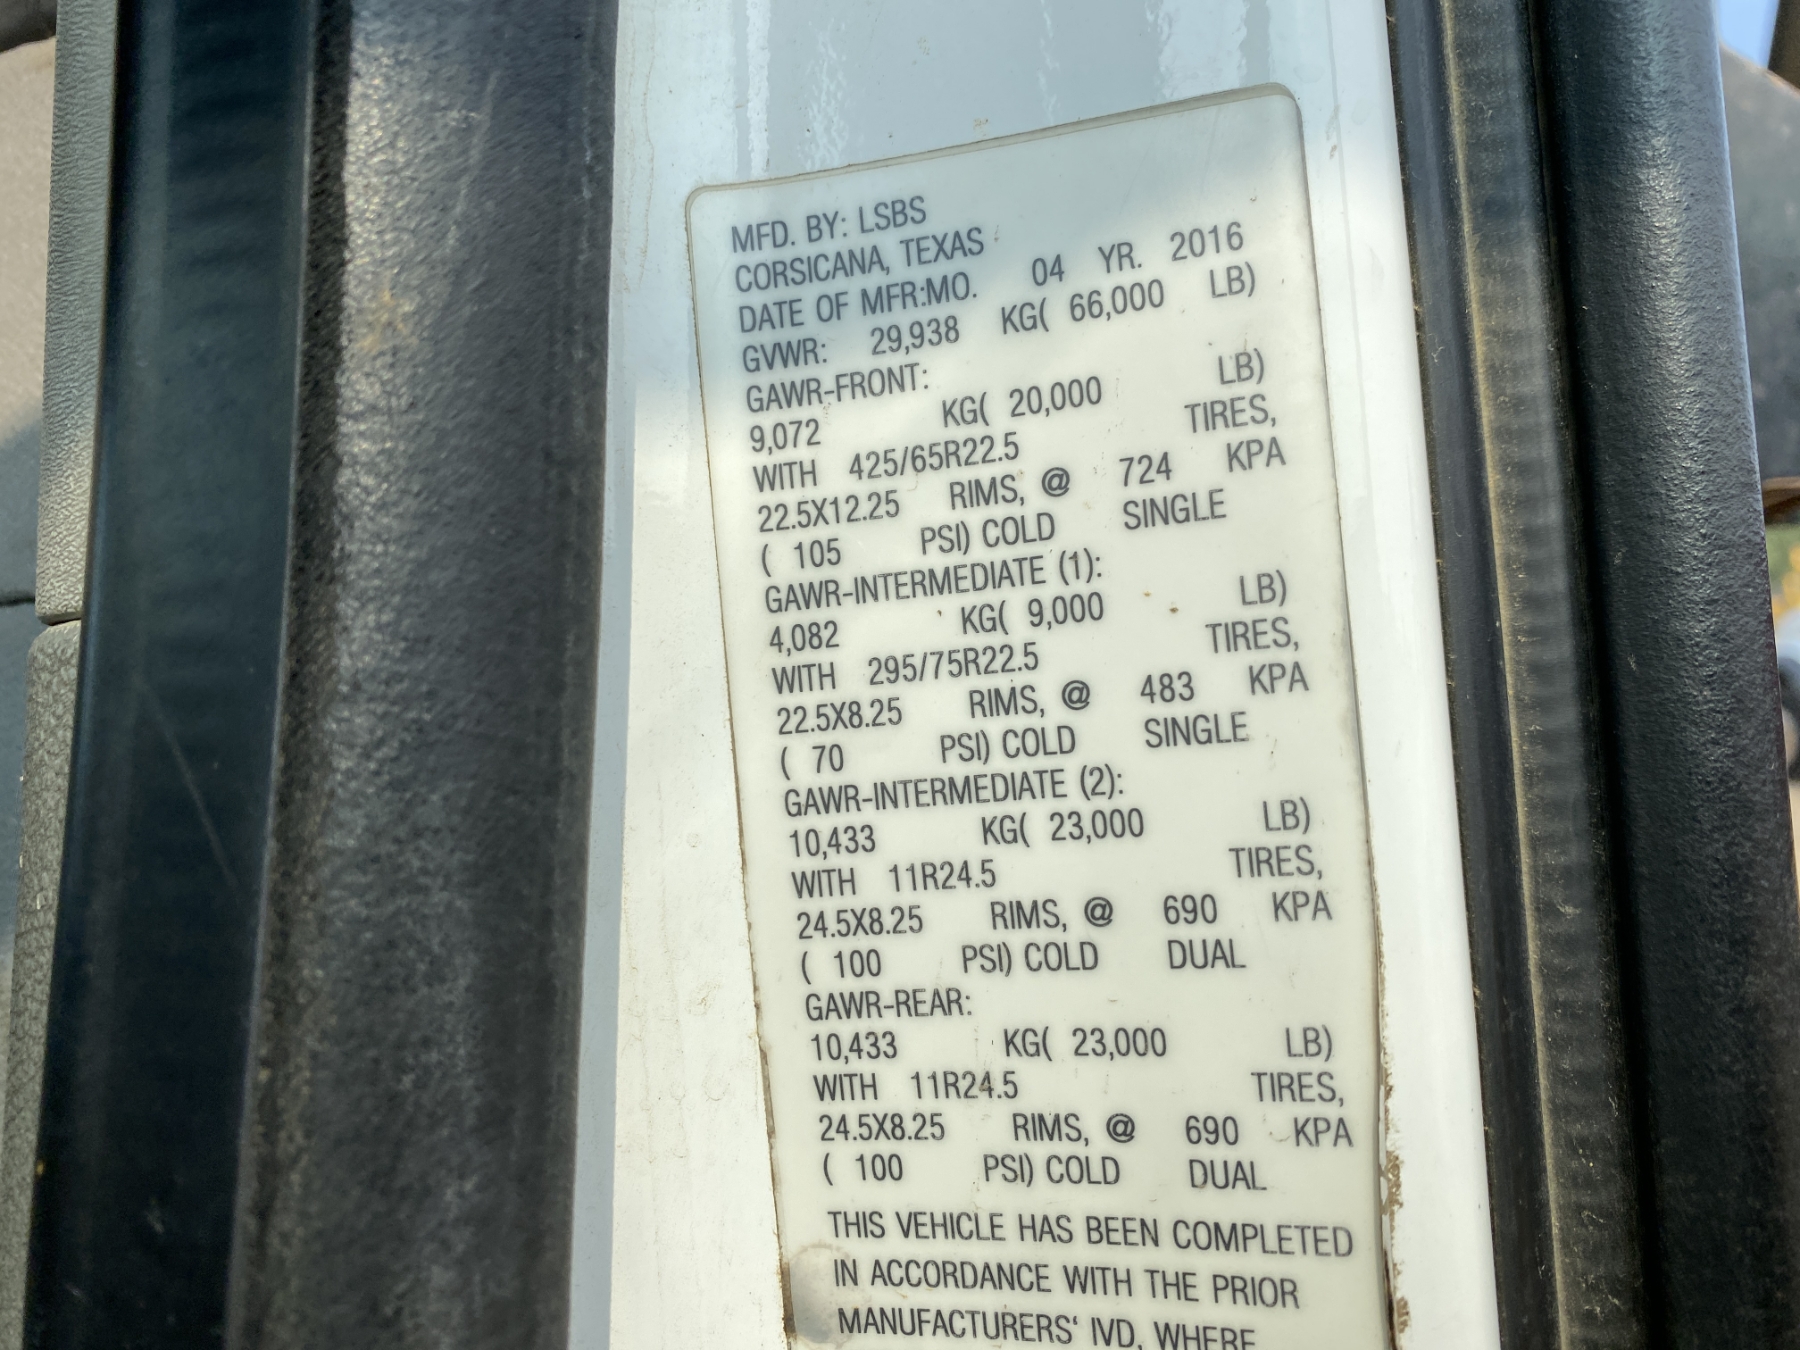 MFD. BY: LSBS
CORSICANA, TEXAS
DATE OF MFR:MO. 04 YR. 2016
GVWR: 29,938 KG( 66,000 LB)
GAWR-FRONT:
9,072 KG( 20,000 LB)
WITH 425/65R22.5 TIRES,
22.5X12.25 RIMS, @ 724 KPA
( 105 PSI) COLD SINGLE
GAWR-INTERMEDIATE (1):
4,082 KG( 9,000 LB)
WITH 295/75R22.5 TIRES,
22.5X8.25 RIMS, @ 483 KPA
( 70 PSI) COLD SINGLE
GAWR-INTERMEDIATE (2):
10,433 KG( 23,000 LB)
WITH 11R24.5 TIRES,
24.5X8.25 RIMS, @ 690 KPA
( 100 PSI) COLD DUAL
GAWR-REAR:
10,433 KG( 23,000 LB)
WITH 11R24.5 TIRES,
24.5X8.25 RIMS, @ 690 KPA
( 100 PSI) COLD DUAL
THIS VEHICLE HAS BEEN COMPLETED
IN ACCORDANCE WITH THE PRIOR
MANUFACTURERS' IVD, WHERE